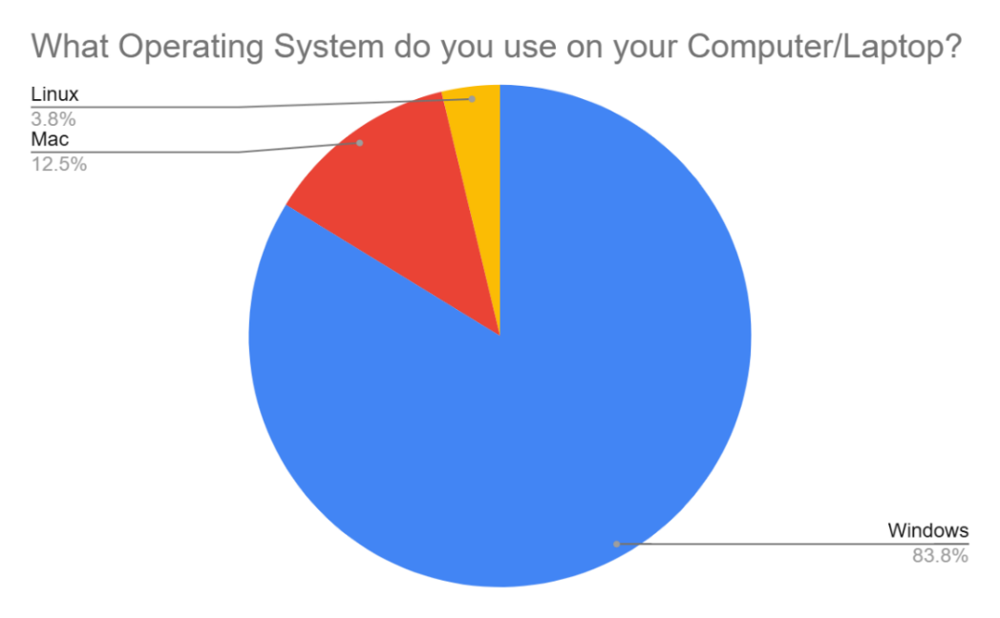 What Operating System do you use on your Computer/Laptop?
Linux
3.8%
Mac
12.5%
Windows
83.8%